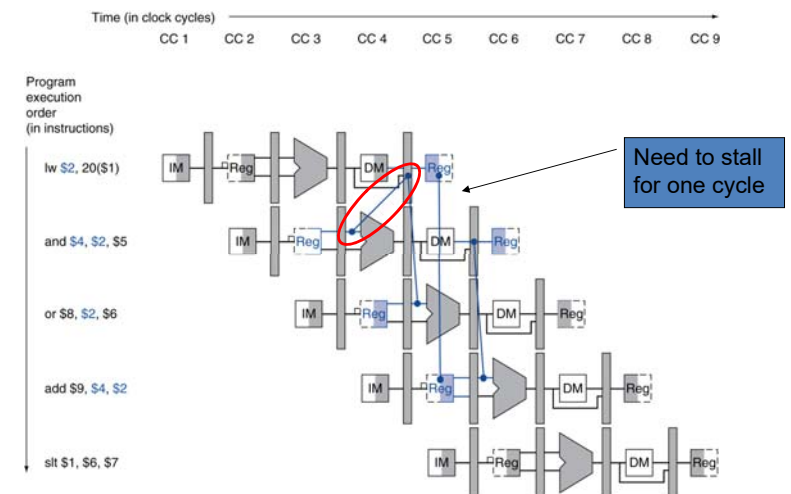 Time (in clock cycles)
CC 1 CC 2 CC 3 CC 4 CC 5 CC 6 CC 7 CC 8 CC 9
Program
execution
order
(in instructions)
lw $2, 20($1) IM Reg DM Reg
Need to stall
for one cycle
and $4, $2, $5 IM Reg DM Reg
or $8, $2, $6 IM Reg DM Reg
add $9, $4, $2 IM Reg DM Reg
slt $1, $6, $7 IM Reg DM Reg